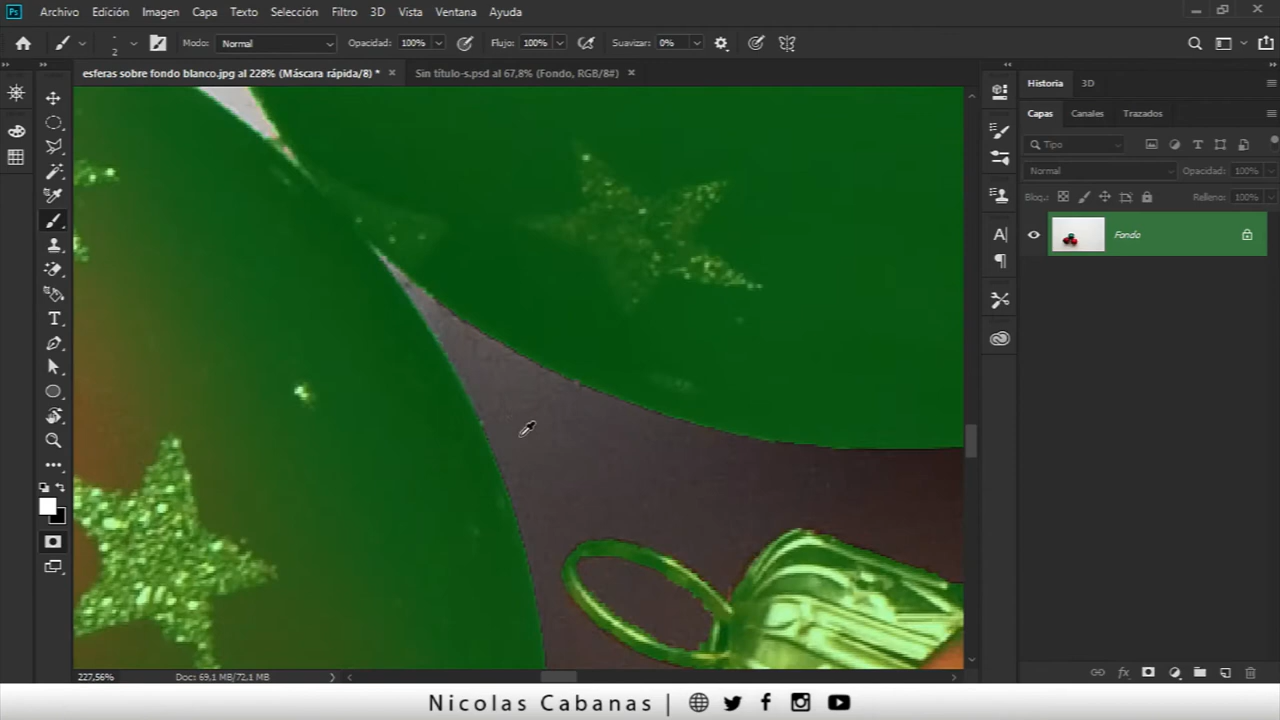 Ps Archivo Edición Imagen Capa Texto Selección Filtro 3D Vista Ventana Ayuda
2 Modo: Normal Opacidad: 100% Flujo: 100% Suavizar: 0%
esferas sobre fondo blanco.jpg al 228% (Máscara rápida/8) * × Sin título-s.psd al 67,8% (Fondo, RGB/8#) ×
Historia 3D
Capas Canales Trazados
Tipo
Normal Opacidad: 100%
Bloq.: Relleno: 100%
Fondo
227,56% Doc: 69,1 MB/72,1 MB
Nicolas Cabanas |